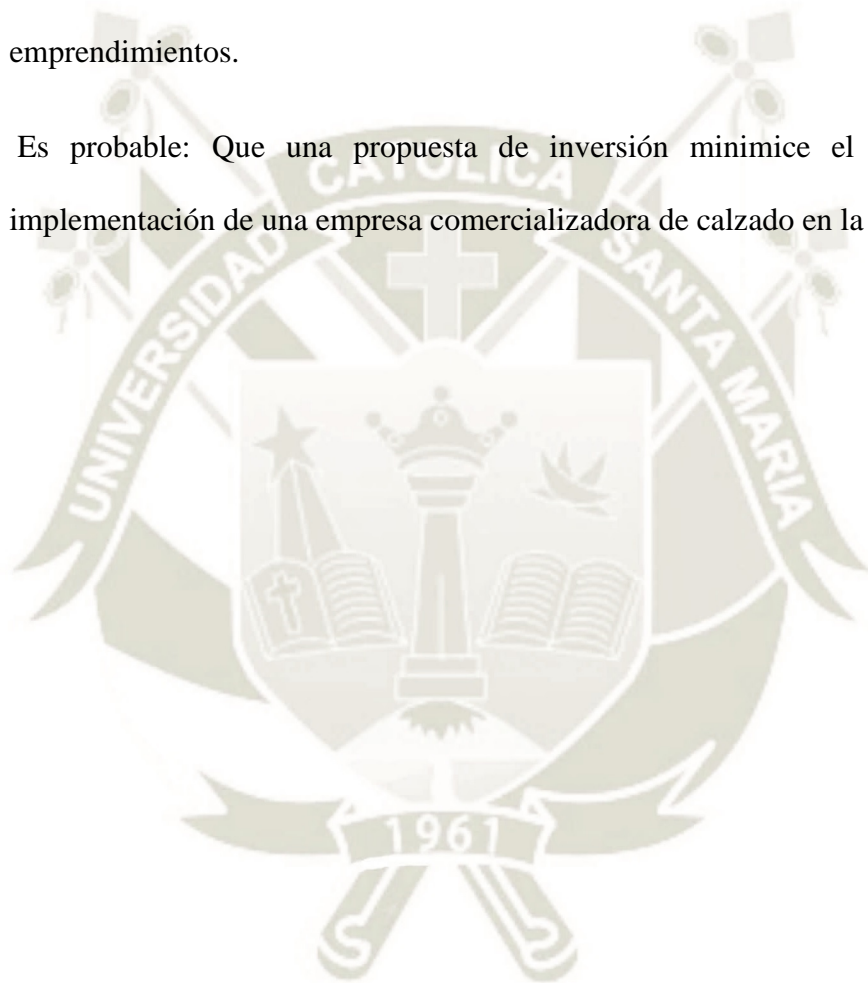 emprendimientos.
Es probable: Que una propuesta de inversión minimice el
implementación de una empresa comercializadora de calzado en la
UNIVERSIDAD CATOLICA SANTA MARIA
1961